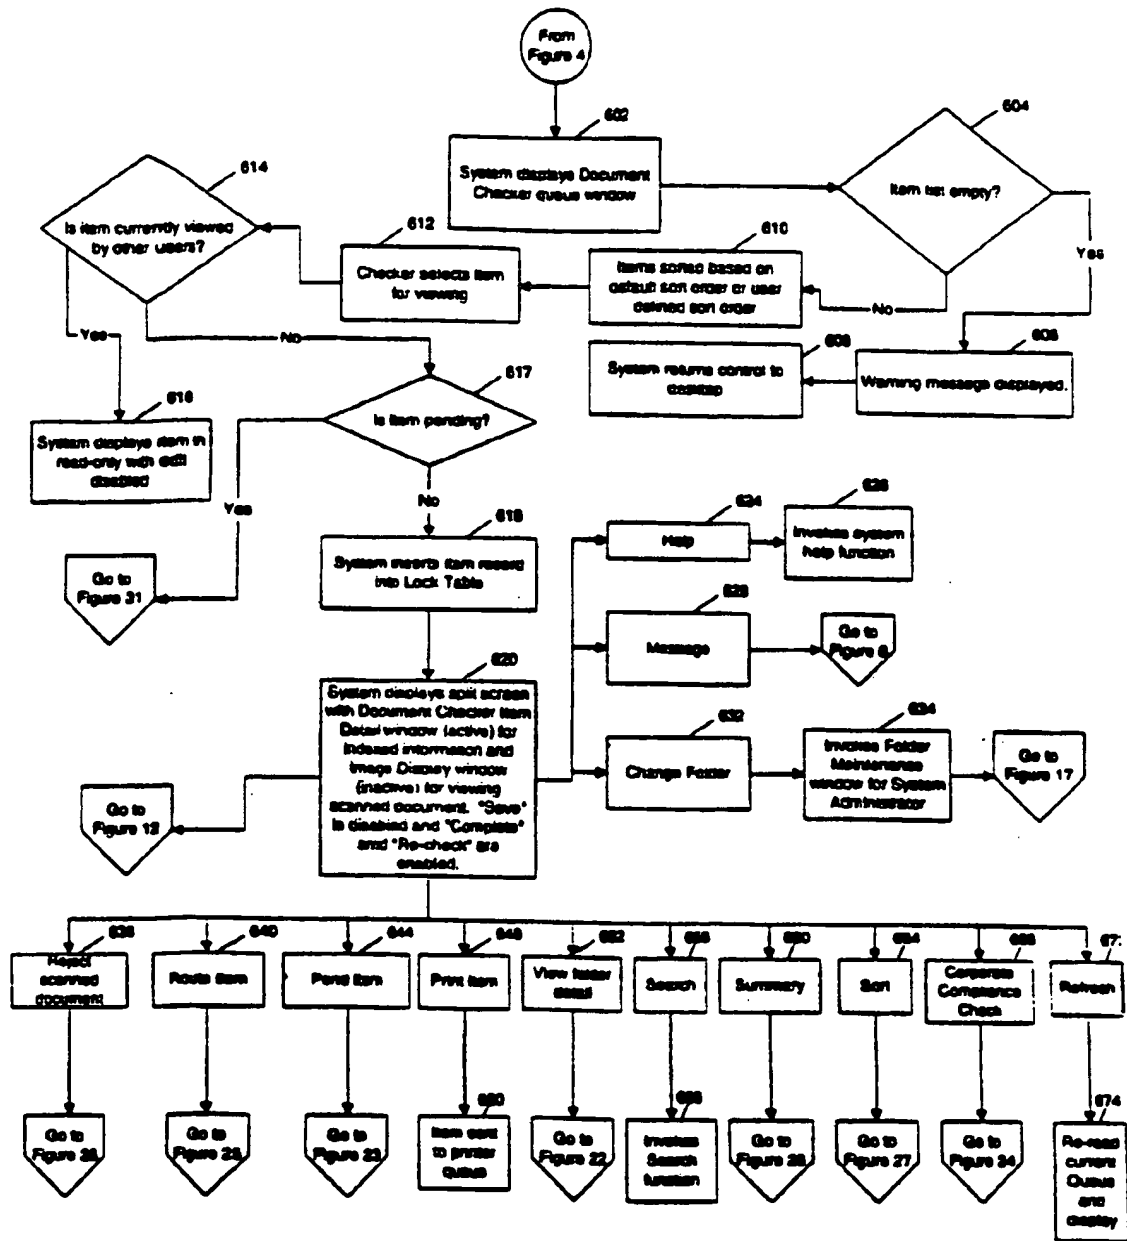 From
Figure 4
602
604
System displays Document
Checker queue window
Item list empty?
614
Is item currently viewed
by other users?
612
Checker selects item
for viewing
610
Items sorted based on
default sort order or user
defined sort order
No
Yes
Yes
No
608
System returns control to
desktop
606
Warning message displayed.
616
System displays item in
read-only with edit
disabled
617
Is item pending?
Yes
No
618
System inserts item record
into Lock Table
Go to
Figure 31
624
Help
626
Invokes system
help function
628
Message
Go to
Figure
620
System displays split screen
with Document Checker Item
Detail window (active) for
indexed information and
Image Display window
(inactive) for viewing
scanned document. "Save"
is disabled and "Complete"
and "Re-check" are
enabled.
632
Change Folder
634
Invokes Folder
Maintenance
window for System
Administrator
Go to
Figure 17
Go to
Figure
636
Reject
scanned
document
640
Route item
644
Pend item
648
Print item
652
View folder
detail
656
Search
660
Summary
664
Sort
668
Corporate
Compliance
Check
67
Refresh
Go to
Figure
Go to
Figure
Go to
Figure 23
650
Item sent
to printer
queue
Go to
Figure 22
658
Invokes
Search
function
Go to
Figure
Go to
Figure 27
Go to
Figure 34
674
Re-read
current
Queue
and
display